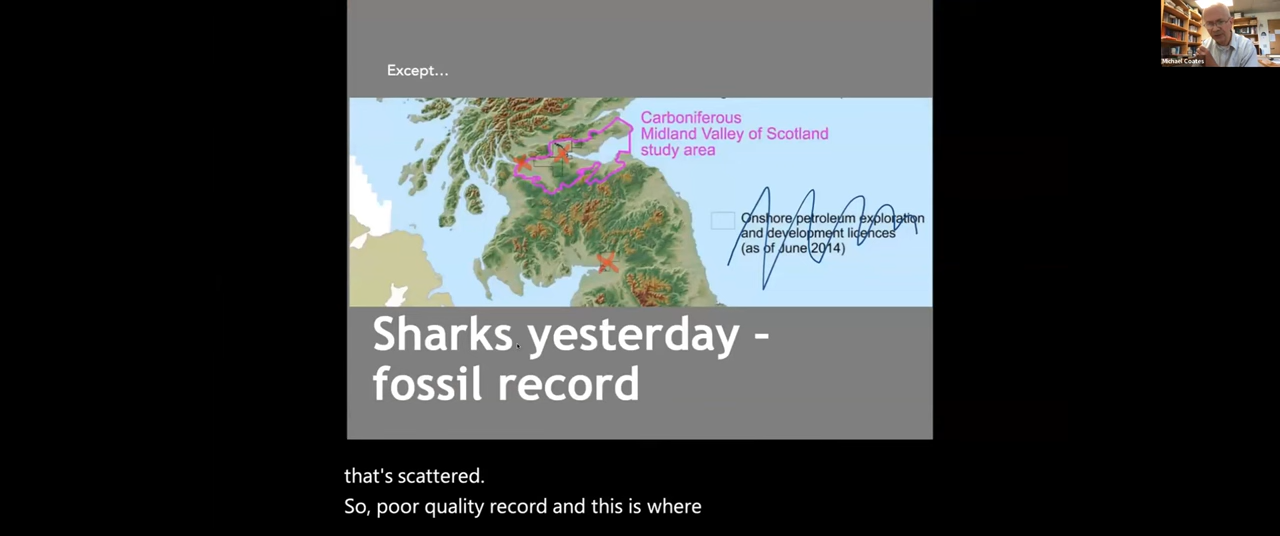 Michael Coates
Except...
Carboniferous
Midland Valley of Scotland
study area
Onshore petroleum exploration
and development licences
(as of June 2014)
Sharks yesterday -
fossil record
that's scattered.
So, poor quality record and this is where